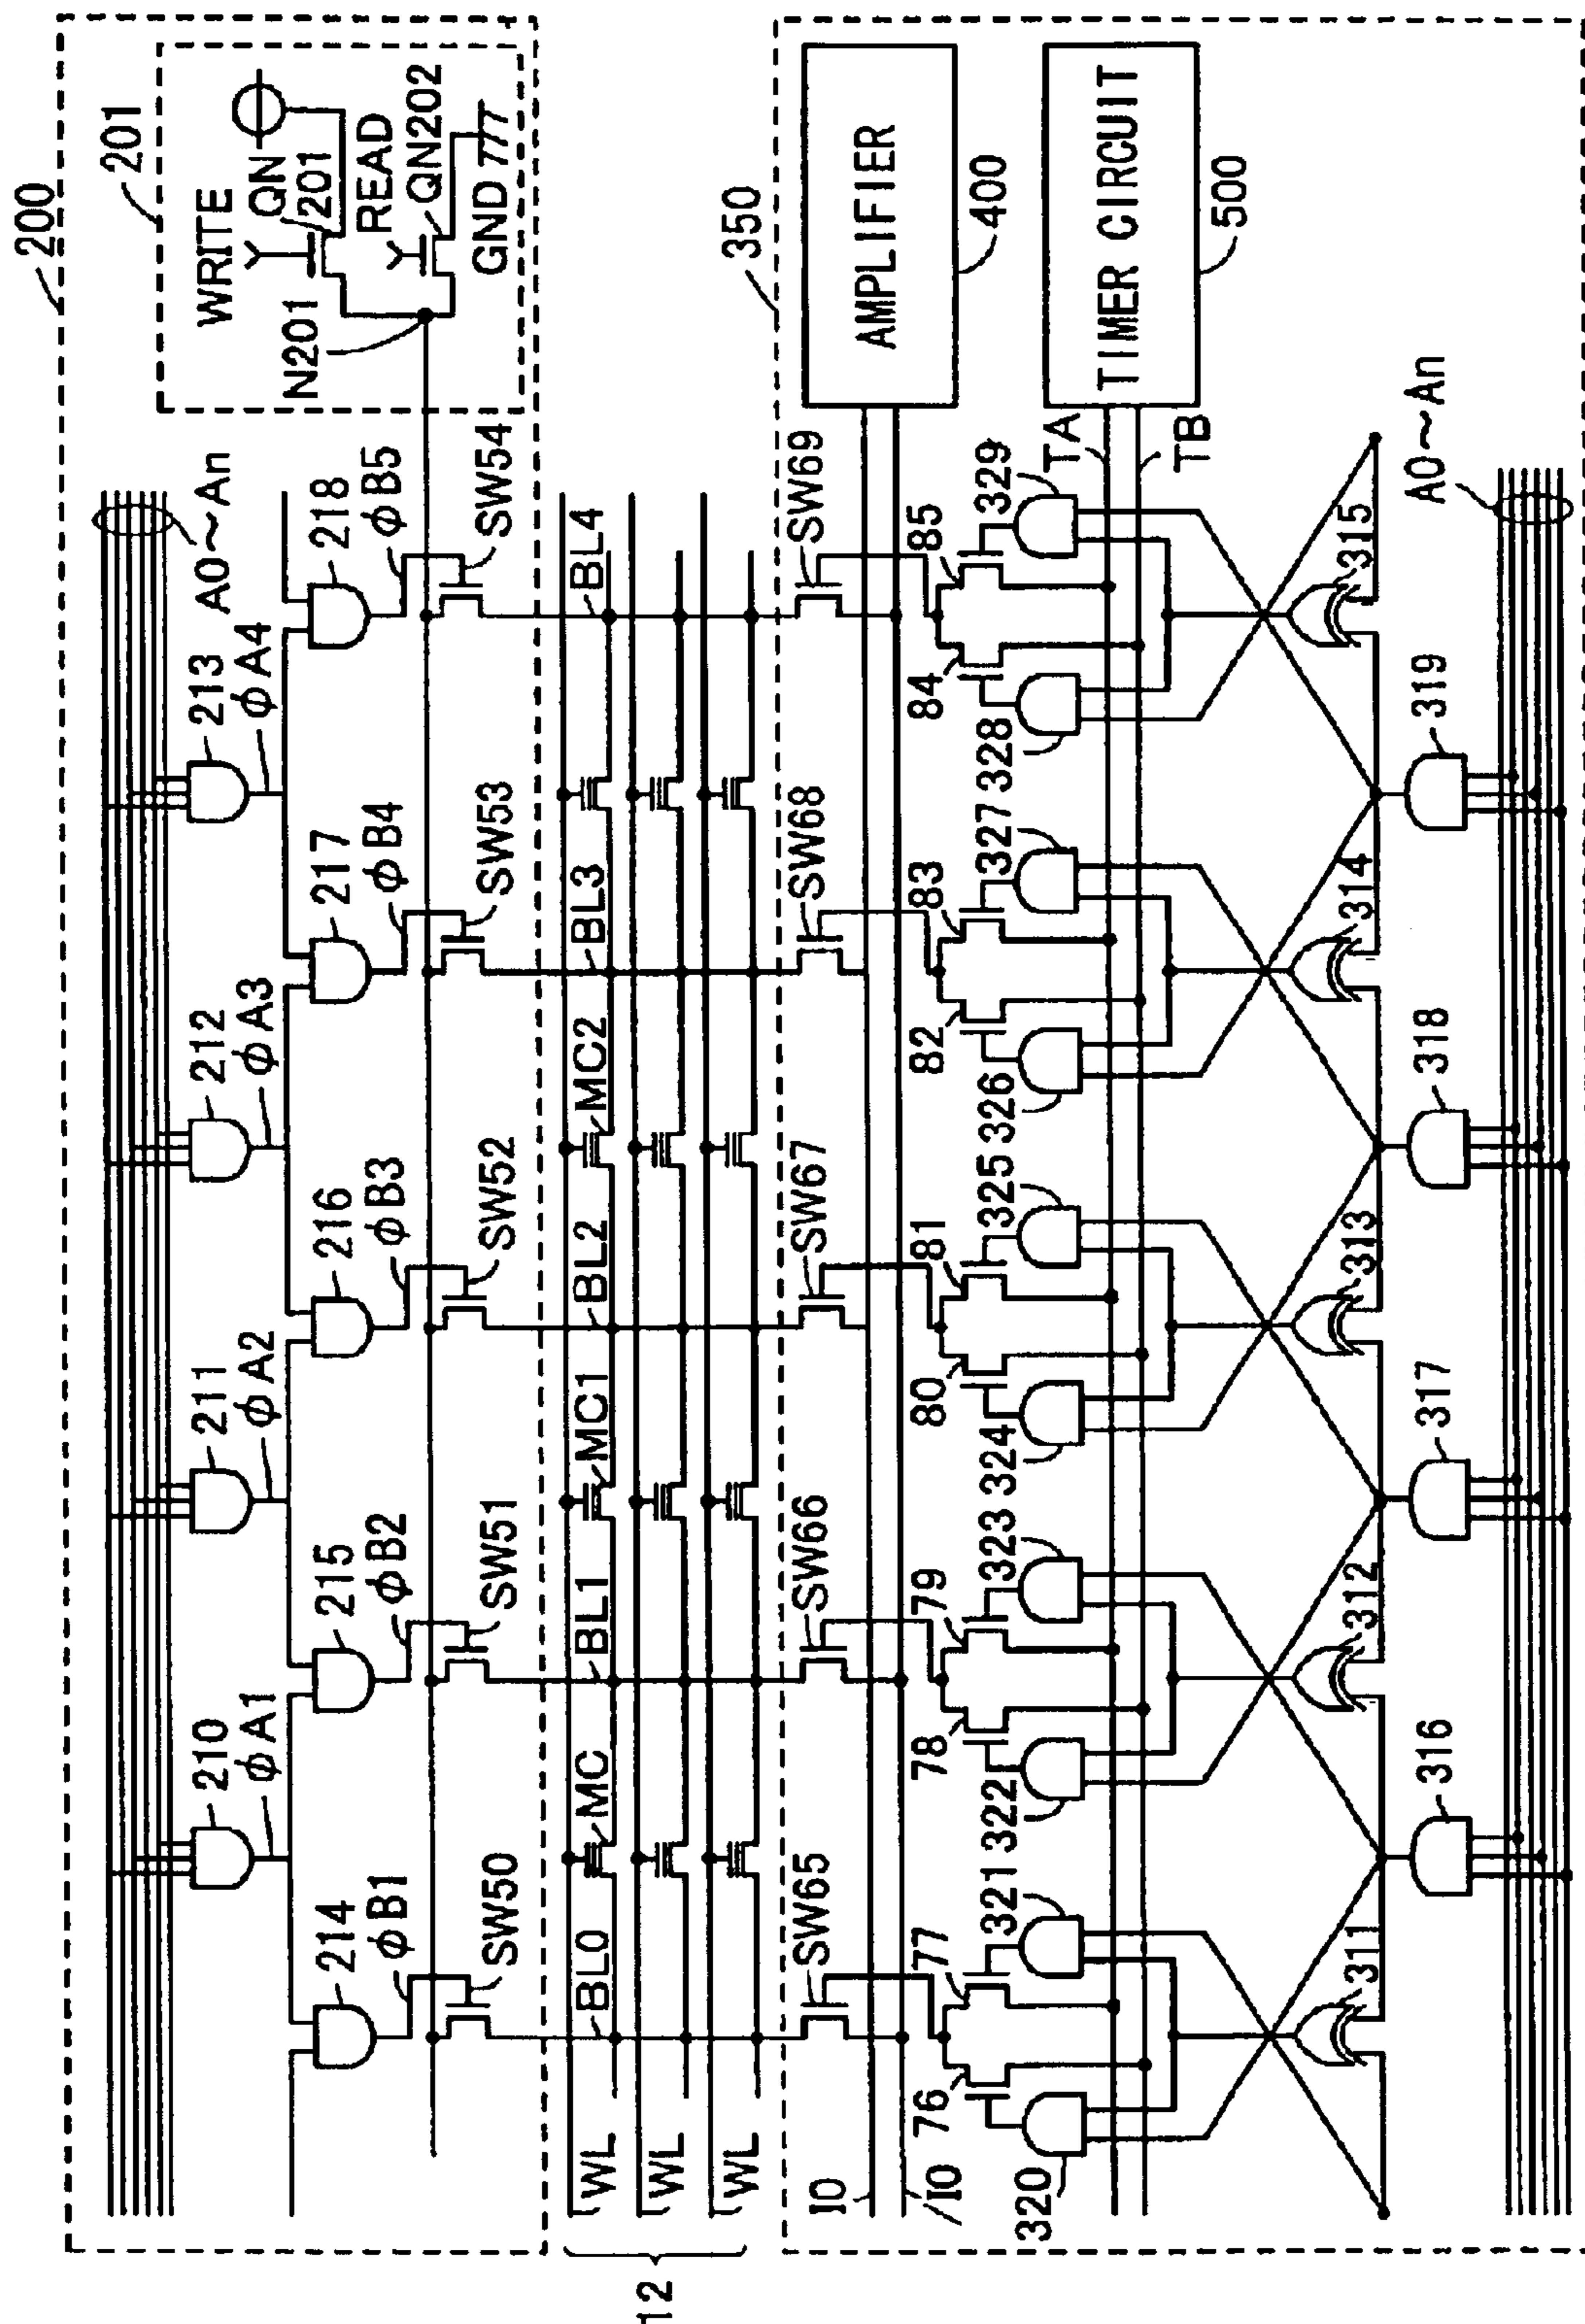 200
201
WRITE
QN
201
READ
QN202
GND
N201
A0~An
210
211
212
213
φA1
φA2
φA3
φA4
214
215
216
217
218
φB1
φB2
φB3
φB4
φB5
SW50
SW51
SW52
SW53
SW54
BL0
MC
BL1
MC1
BL2
MC2
BL3
BL4
WL
WL
WL
12
350
SW65
SW66
SW67
SW68
SW69
IO
/IO
AMPLIFIER
400
76
77
78
79
80
81
82
83
84
85
320
321
322
323
324
325
326
327
328
329
TA
TB
TIMER CIRCUIT
500
311
312
313
314
315
316
317
318
319
A0~An